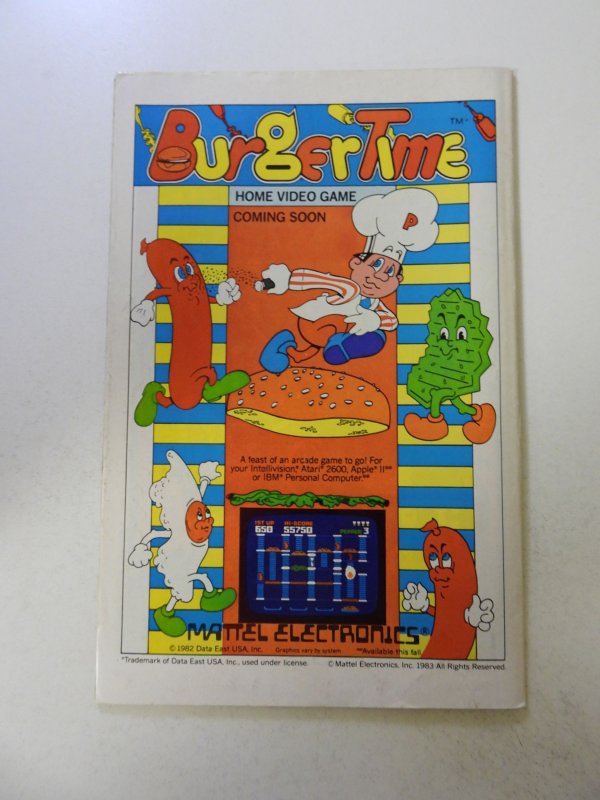 BurgerTime TM*
HOME VIDEO GAME
COMING SOON
P
A feast of an arcade game to go! For
your Intellivision,® Atari® 2600, Apple® II**
or IBM® Personal Computer.**
1ST UP HI-SCORE
650 55750 PEPPER 3
MATTEL ELECTRONICS®
© 1982 Data East USA, Inc. Graphics vary by system **Available this fall.
*Trademark of Data East USA, Inc., used under license. © Mattel Electronics, Inc. 1983 All Rights Reserved.